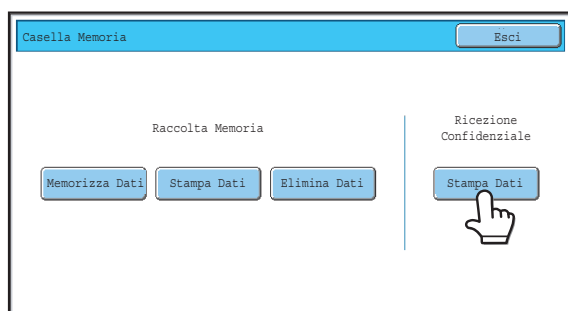 Casella Memoria
Esci
Raccolta Memoria
Ricezione
Confidenziale
Memorizza Dati
Stampa Dati
Elimina Dati
Stampa Dati